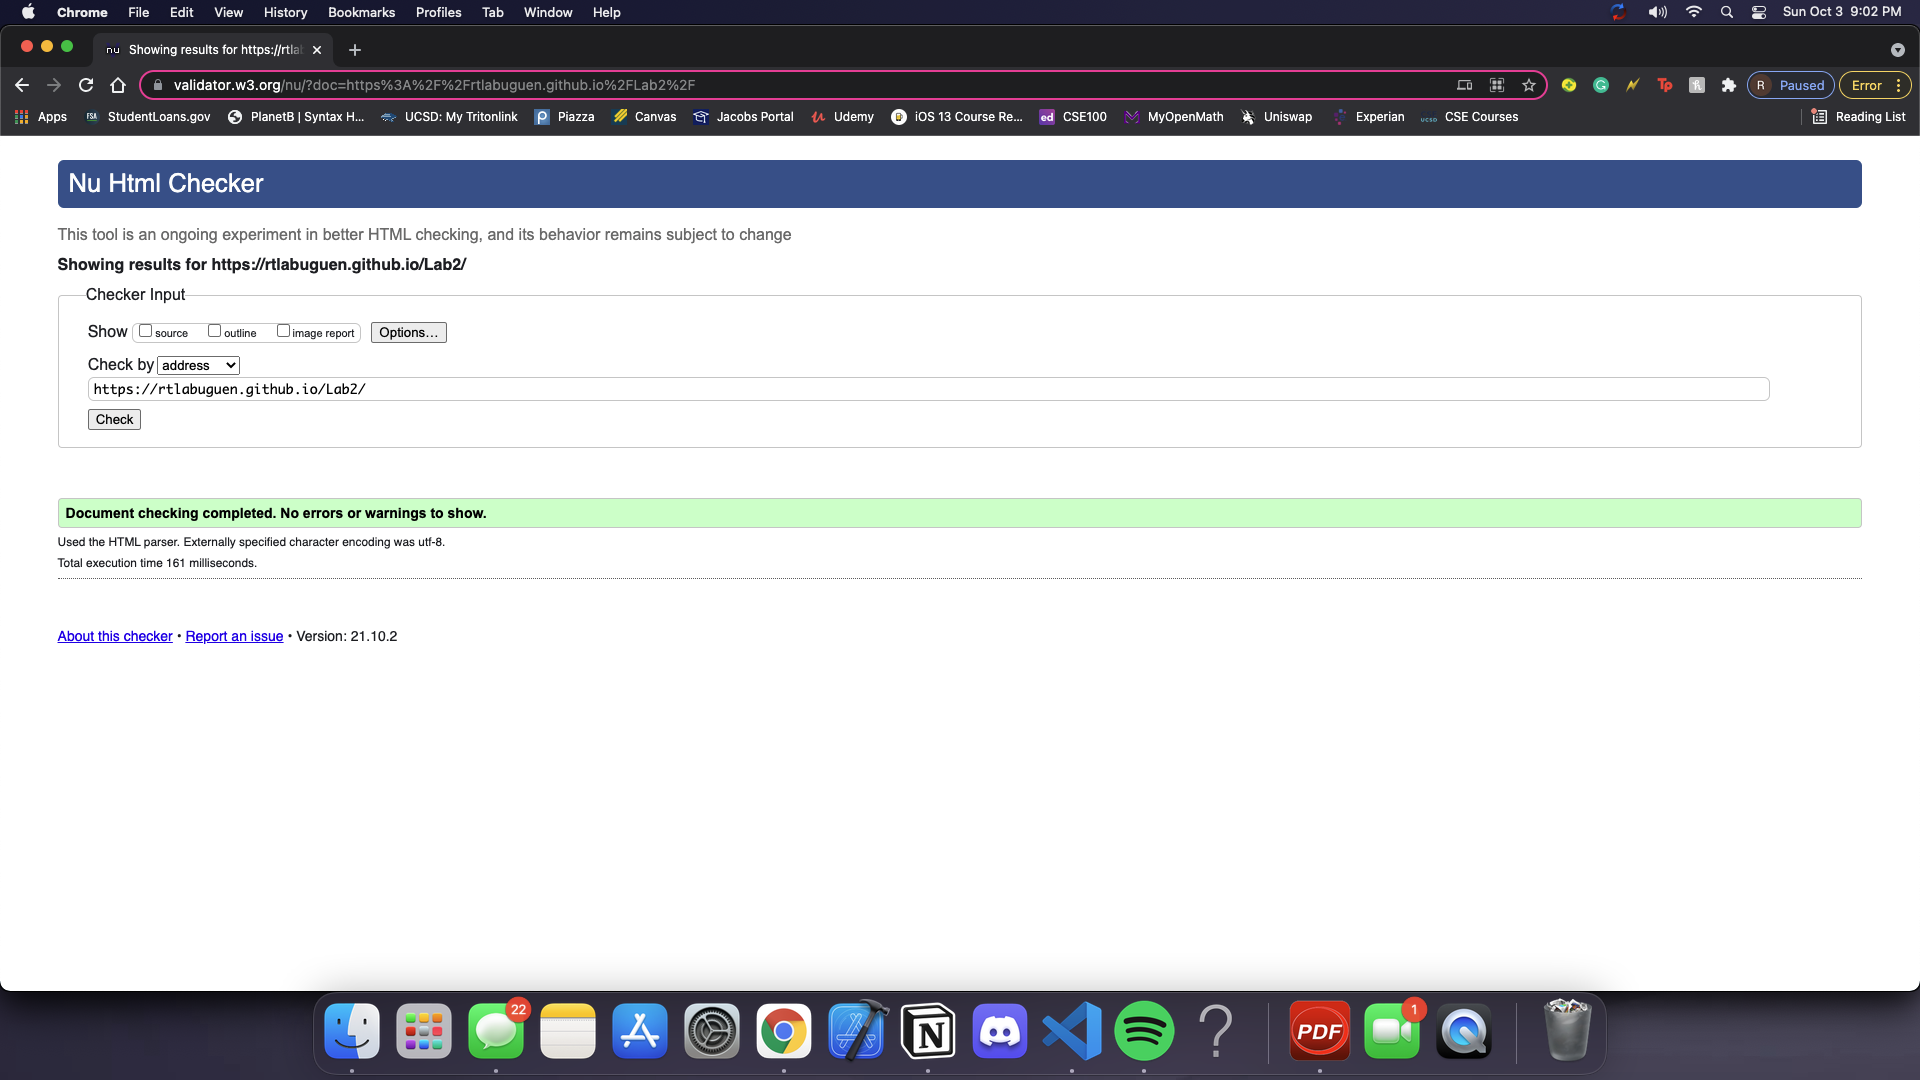 Chrome File Edit View History Bookmarks Profiles Tab Window Help Sun Oct 3 9:02 PM
nu Showing results for https://rtla
validator.w3.org/nu/?doc=https%3A%2F%2Frtlabuguen.github.io%2FLab2%2F R Paused Error
Apps FSA StudentLoans.gov PlanetB | Syntax H... UCSD: My Tritonlink Piazza Canvas Jacobs Portal Udemy iOS 13 Course Re... ed CSE100 MyOpenMath Uniswap Experian UCSD CSE Courses Reading List
Nu Html Checker
This tool is an ongoing experiment in better HTML checking, and its behavior remains subject to change
Showing results for https://rtlabuguen.github.io/Lab2/
Checker Input
Show source outline image report Options...
Check by address
https://rtlabuguen.github.io/Lab2/
Check
Document checking completed. No errors or warnings to show.
Used the HTML parser. Externally specified character encoding was utf-8.
Total execution time 161 milliseconds.
About this checker • Report an issue • Version: 21.10.2
22 PDF 1